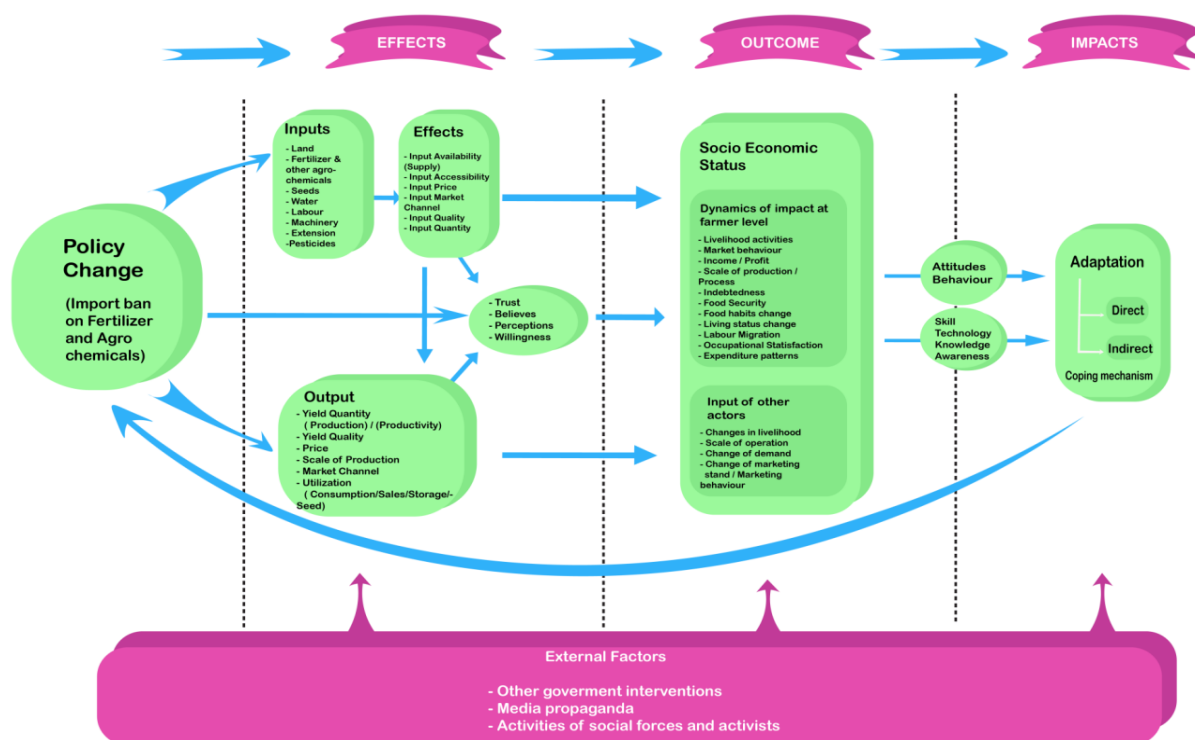 EFFECTS
OUTCOME
IMPACTS
Policy
Change
(Import ban
on Fertilizer
and Agro
chemicals)
Inputs
- Land
- Fertilizer &
other agro-
chemicals
- Seeds
- Water
- Labour
- Machinery
- Extension
-Pesticides
Effects
- Input Availability
(Supply)
- Input Accessibility
- Input Price
- Input Market
Channel
- Input Quality
- Input Quantity
- Trust
- Believes
- Perceptions
- Willingness
Output
- Yield Quantity
( Production) / (Productivity)
- Yield Quality
- Price
- Scale of Production
- Market Channel
- Utilization
( Consumption/Sales/Storage/-
Seed)
Socio Economic
Status
Dynamics of impact at
farmer level
- Livelihood activities
- Market behaviour
- Income / Profit
- Scale of production /
Process
- Indebtedness
- Food Security
- Food habits change
- Living status change
- Labour Migration
- Occupational Statisfaction
- Expenditure patterns
Input of other
actors
- Changes in livelihood
- Scale of operation
- Change of demand
- Change of marketing
stand / Marketing
behaviour
Attitudes
Behaviour
Skill
Technology
Knowledge
Awareness
Adaptation
Direct
Indirect
Coping mechanism
External Factors
- Other goverment interventions
- Media propaganda
- Activities of social forces and activists